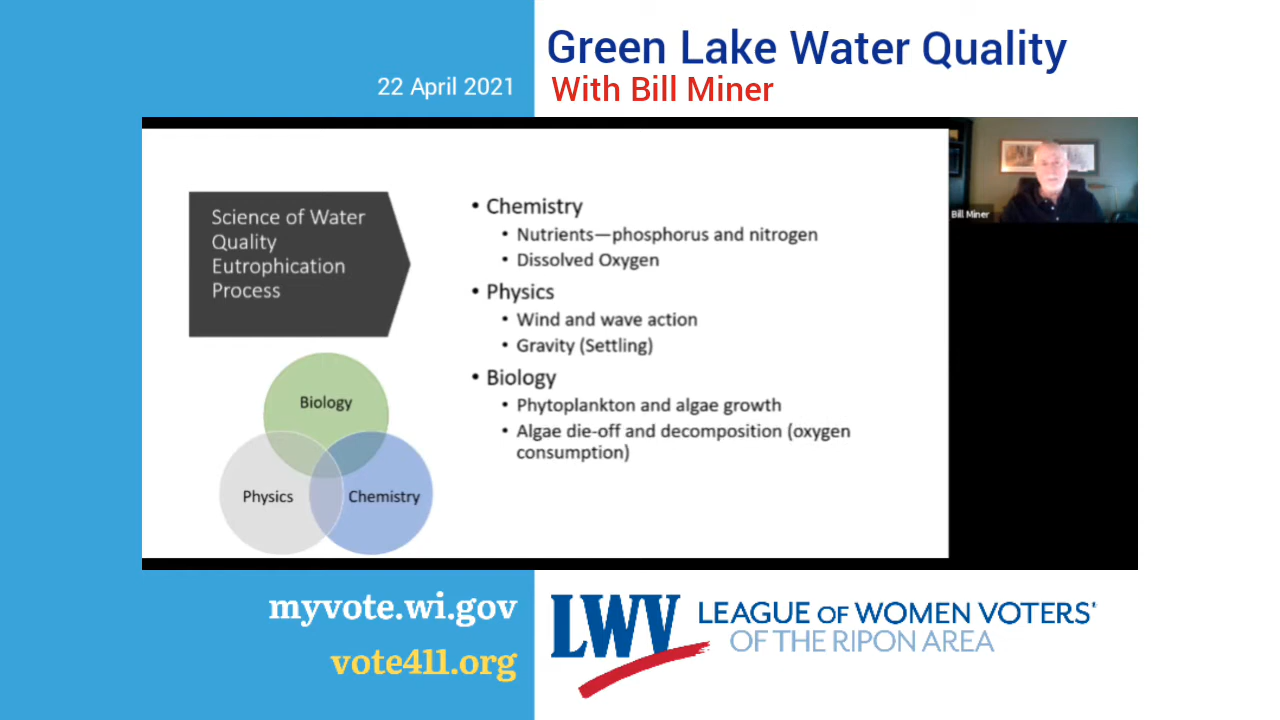 Green Lake Water Quality
22 April 2021
With Bill Miner
Science of Water
Quality
Eutrophication
Process
• Chemistry
• Nutrients—phosphorus and nitrogen
• Dissolved Oxygen
• Physics
• Wind and wave action
• Gravity (Settling)
• Biology
• Phytoplankton and algae growth
• Algae die-off and decomposition (oxygen
consumption)
Biology
Physics
Chemistry
Bill Miner
myvote.wi.gov
vote411.org
LWV
LEAGUE OF WOMEN VOTERS'
OF THE RIPON AREA